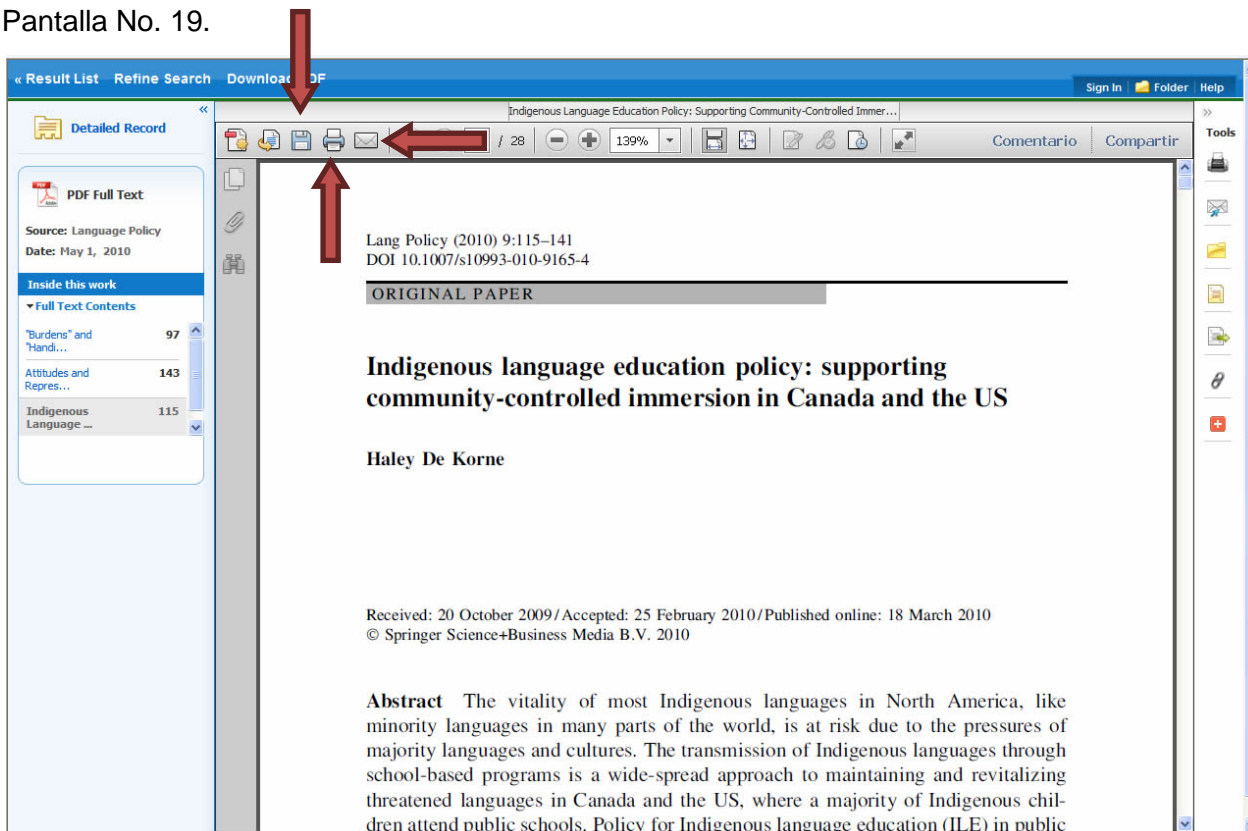 Pantalla No. 19.
« Result List Refine Search Download PDF
Sign In Folder Help
«
Detailed Record
PDF Full Text
Source: Language Policy
Date: May 1, 2010
Inside this work
Full Text Contents
"Burdens" and 97
"Handi...
Attitudes and 143
Repres...
Indigenous 115
Language ...
Indigenous Language Education Policy: Supporting Community-Controlled Immer...
/ 28 139% Comentario Compartir
»
Tools
Lang Policy (2010) 9:115–141
DOI 10.1007/s10993-010-9165-4
ORIGINAL PAPER
Indigenous language education policy: supporting
community-controlled immersion in Canada and the US
Haley De Korne
Received: 20 October 2009 / Accepted: 25 February 2010 / Published online: 18 March 2010
© Springer Science+Business Media B.V. 2010
Abstract The vitality of most Indigenous languages in North America, like
minority languages in many parts of the world, is at risk due to the pressures of
majority languages and cultures. The transmission of Indigenous languages through
school-based programs is a wide-spread approach to maintaining and revitalizing
threatened languages in Canada and the US, where a majority of Indigenous chil-
dren attend public schools. Policy for Indigenous language education (ILE) in public